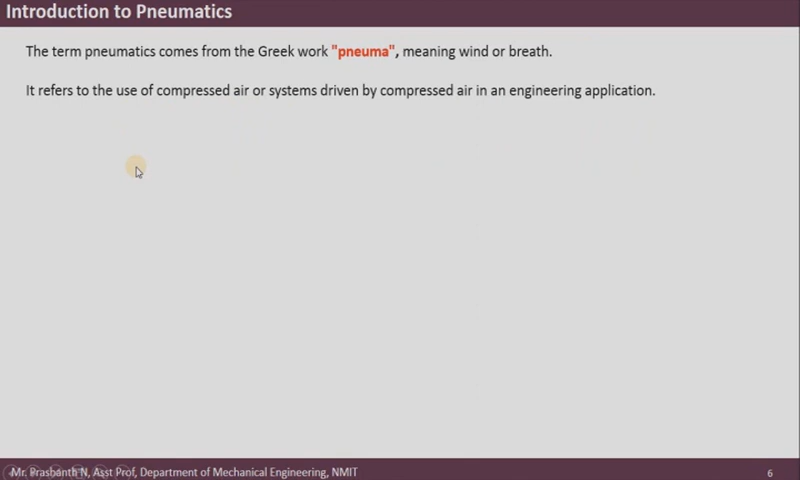 Introduction to Pneumatics
The term pneumatics comes from the Greek work "pneuma", meaning wind or breath.
It refers to the use of compressed air or systems driven by compressed air in an engineering application.
Mr. Prashanth N, Asst Prof, Department of Mechanical Engineering, NMIT
6